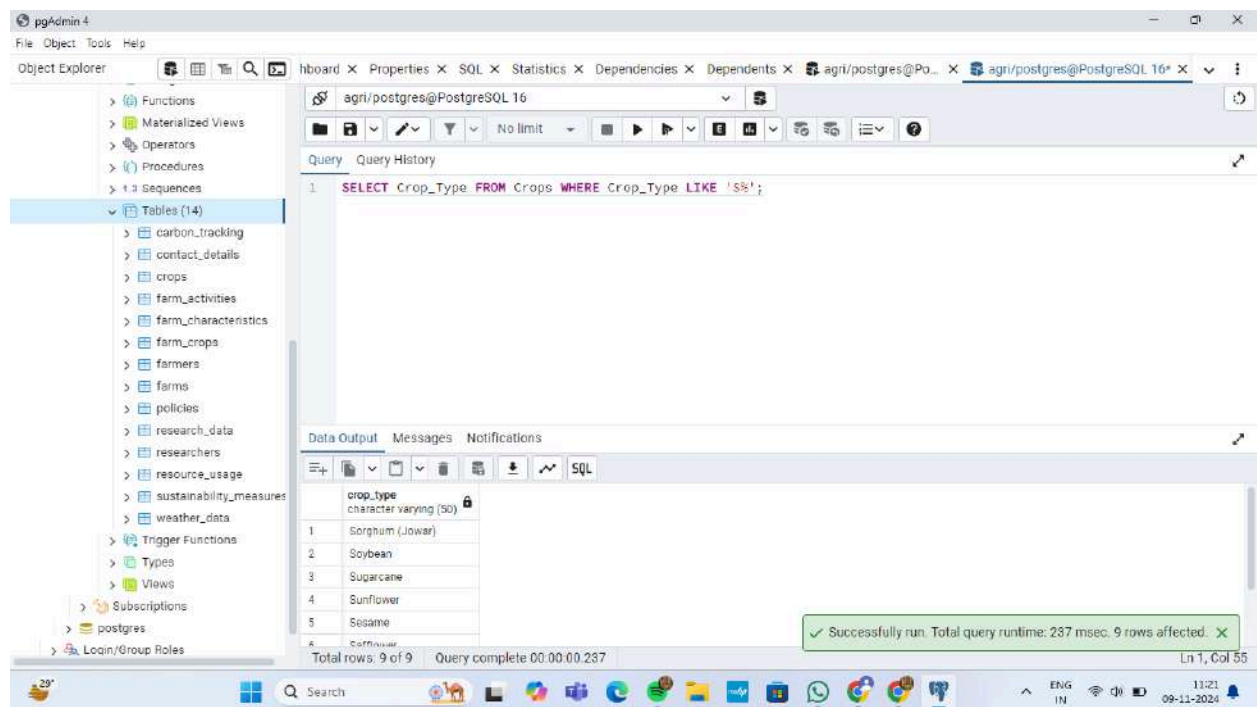 pgAdmin 4
File Object Tools Help
Object Explorer
hboard Properties SQL Statistics Dependencies Dependents agri/postgres@Po... agri/postgres@PostgreSQL 16*
Functions
Materialized Views
Operators
Procedures
1..3 Sequences
Tables (14)
carbon_tracking
contact_details
crops
farm_activities
farm_characteristics
farm_crops
farmers
farms
policies
research_data
researchers
resource_usage
sustainability_measures
weather_data
Trigger Functions
Types
Views
Subscriptions
postgres
Login/Group Roles
agri/postgres@PostgreSQL 16
No limit
Query Query History
1 SELECT Crop_Type FROM Crops WHERE Crop_Type LIKE 'S%';
Data Output Messages Notifications
SQL
crop_type
character varying (50)
1 Sorghum (Jowar)
2 Soybean
3 Sugarcane
4 Sunflower
5 Sesame
6 Safflower
Successfully run. Total query runtime: 237 msec. 9 rows affected.
Total rows: 9 of 9 Query complete 00:00:00.237 Ln 1, Col 55
29°
Search
ENG
IN
11:21
09-11-2024